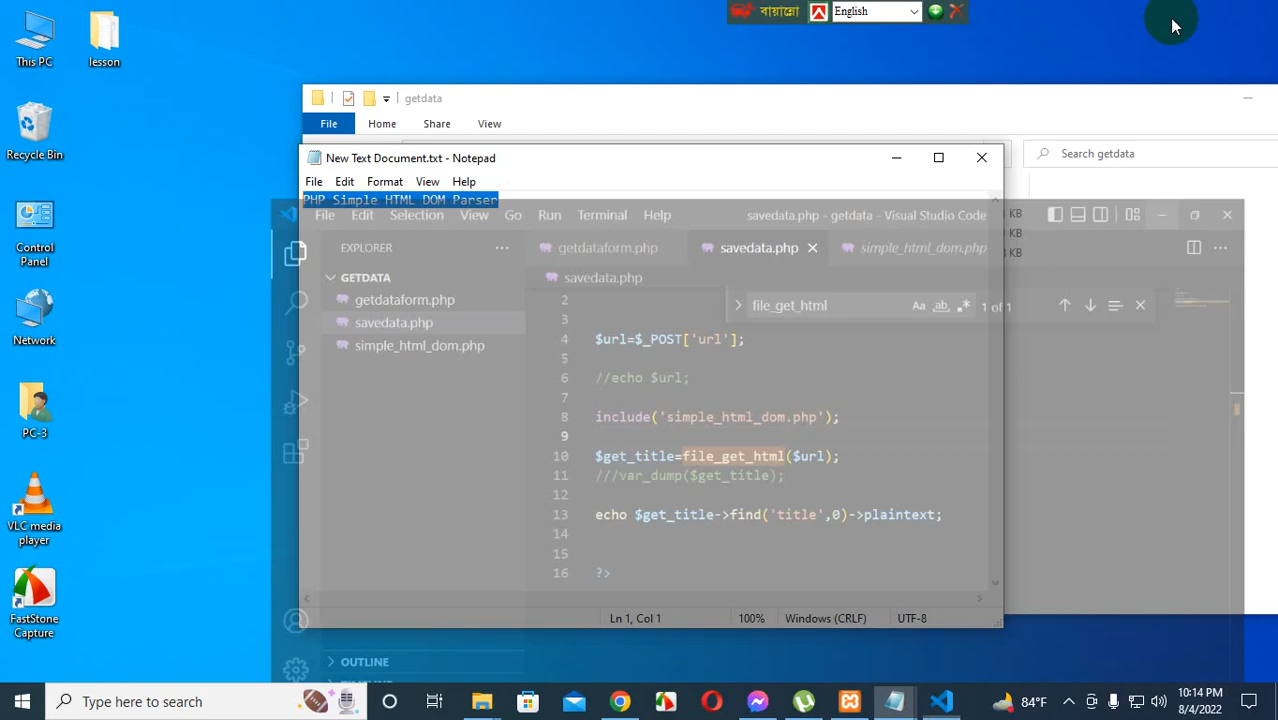 বায়ান্নো
English
This PC
lesson
Recycle Bin
Control Panel
Network
PC-3
VLC media player
FastStone Capture
getdata
File Home Share View
Search getdata
New Text Document.txt - Notepad
File Edit Format View Help
PHP Simple HTML DOM Parser
File Edit Selection View Go Run Terminal Help
savedata.php - getdata - Visual Studio Code
KB
KB
KB
EXPLORER
getdataform.php savedata.php simple_html_dom.php
GETDATA
getdataform.php
savedata.php
simple_html_dom.php
savedata.php
file_get_html Aa ab 1 of 1
2
3
4 $url=$_POST['url'];
5
6 //echo $url;
7
8 include('simple_html_dom.php');
9
10 $get_title=file_get_html($url);
11 ///var_dump($get_title);
12
13 echo $get_title->find('title',0)->plaintext;
14
15
16 ?>
Ln 1, Col 1 100% Windows (CRLF) UTF-8
OUTLINE
Type here to search
84°F
10:14 PM
8/4/2022